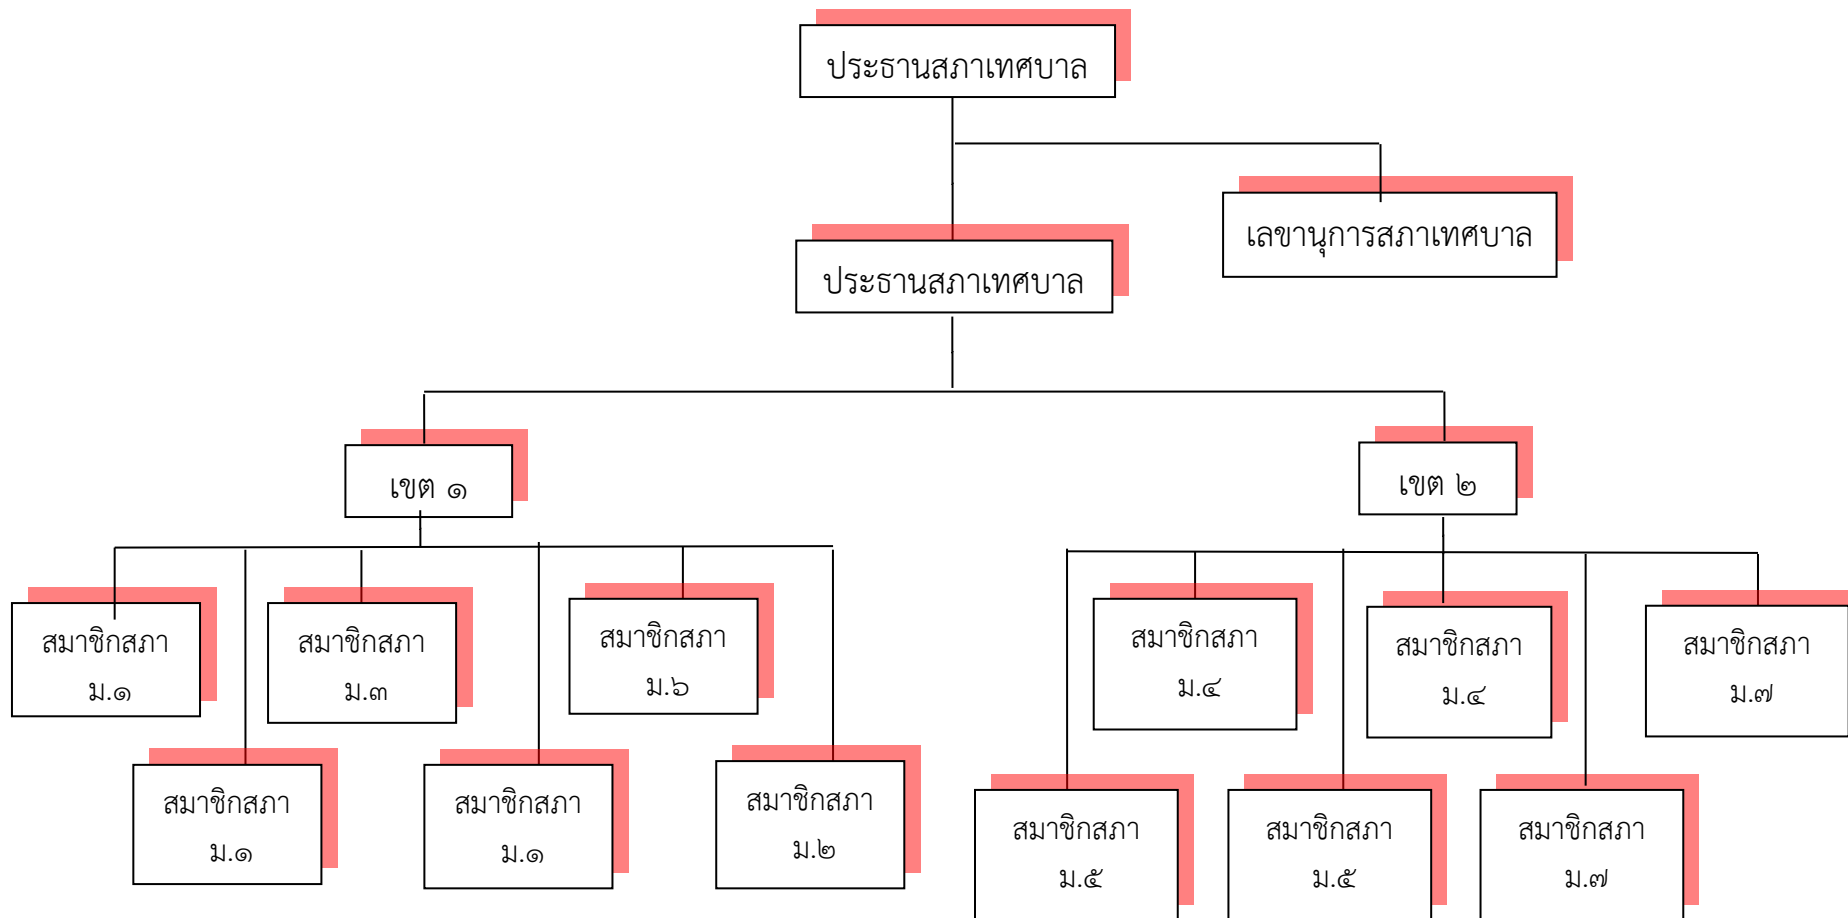 ประธานสภาเทศบาล
เลขานุการสภาเทศบาล
ประธานสภาเทศบาล
เขต ๑
เขต ๒
สมาชิกสภา
ม.๑
สมาชิกสภา
ม.๓
สมาชิกสภา
ม.๖
สมาชิกสภา
ม.๔
สมาชิกสภา
ม.๔
สมาชิกสภา
ม.๗
สมาชิกสภา
ม.๑
สมาชิกสภา
ม.๑
สมาชิกสภา
ม.๒
สมาชิกสภา
ม.๕
สมาชิกสภา
ม.๕
สมาชิกสภา
ม.๗